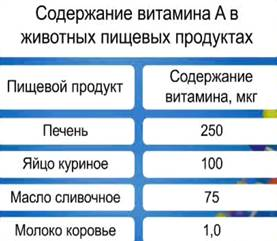 Содержание витамина А в
животных пищевых продуктах
Пищевой продукт
Содержание
витамина, мкг
Печень 250
Яйцо куриное 100
Масло сливочное 75
Молоко коровье 1,0